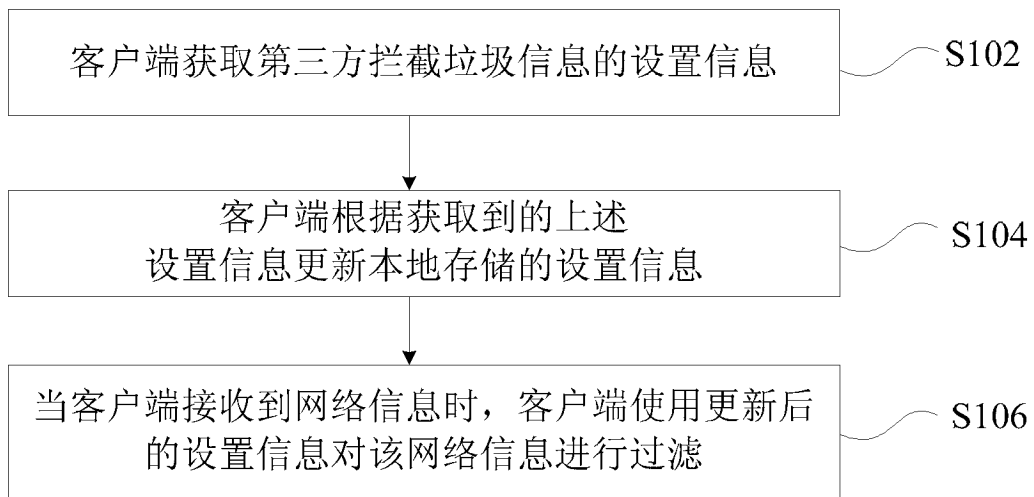 客户端获取第三方拦截垃圾信息的设置信息
S102
客户端根据获取到的上述
设置信息更新本地存储的设置信息
S104
当客户端接收到网络信息时，客户端使用更新后
的设置信息对该网络信息进行过滤
S106